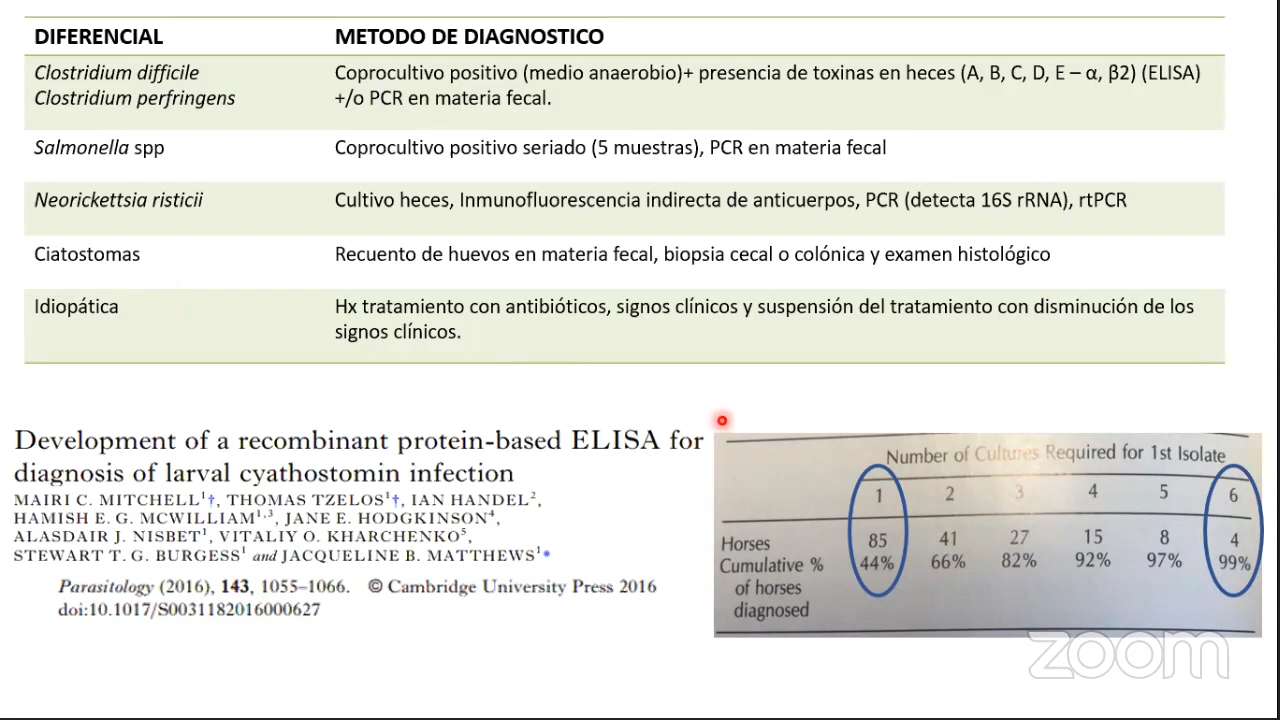 DIFERENCIAL METODO DE DIAGNOSTICO
Clostridium difficile
Clostridium perfringens
Coprocultivo positivo (medio anaerobio)+ presencia de toxinas en heces (A, B, C, D, E – α, β2) (ELISA)
+/o PCR en materia fecal.
Salmonella spp
Coprocultivo positivo seriado (5 muestras), PCR en materia fecal
Neorickettsia risticii
Cultivo heces, Inmunofluorescencia indirecta de anticuerpos, PCR (detecta 16S rRNA), rtPCR
Ciatostomas
Recuento de huevos en materia fecal, biopsia cecal o colónica y examen histológico
Idiopática
Hx tratamiento con antibióticos, signos clínicos y suspensión del tratamiento con disminución de los
signos clínicos.
Development of a recombinant protein-based ELISA for
diagnosis of larval cyathostomin infection
MAIRI C. MITCHELL¹†, THOMAS TZELOS¹†, IAN HANDEL²,
HAMISH E. G. MCWILLIAM¹,³, JANE E. HODGKINSON⁴,
ALASDAIR J. NISBET¹, VITALIY O. KHARCHENKO⁵,
STEWART T. G. BURGESS¹ and JACQUELINE B. MATTHEWS¹*
Parasitology (2016), 143, 1055–1066. © Cambridge University Press 2016
doi:10.1017/S0031182016000627
Number of Cultures Required for 1st Isolate
1 2 3 4 5 6
Horses 85 41 27 15 8 4
Cumulative % 44% 66% 82% 92% 97% 99%
of horses
diagnosed
zoom